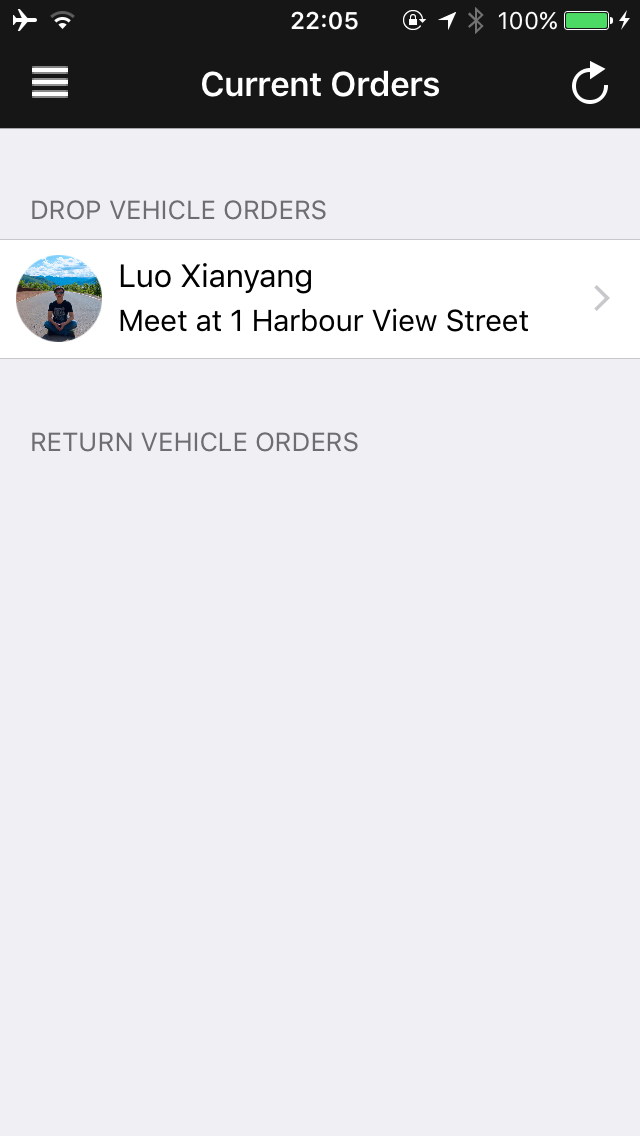 22:05 100%
Current Orders
DROP VEHICLE ORDERS
Luo Xianyang
Meet at 1 Harbour View Street
RETURN VEHICLE ORDERS